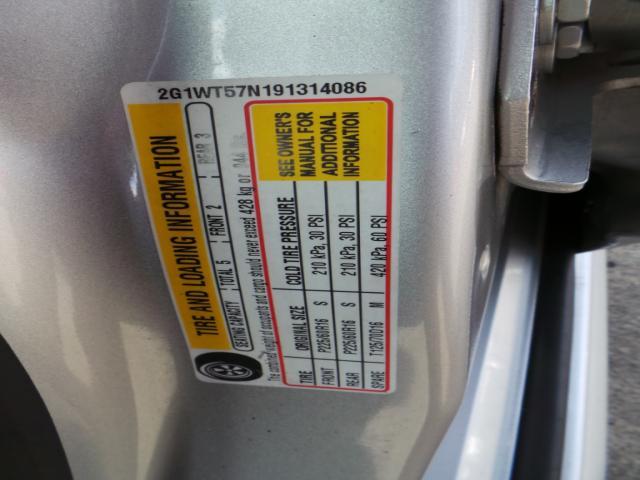 2G1WT57N191314086
TIRE AND LOADING INFORMATION
SEATING CAPACITY TOTAL 5 FRONT 2 REAR 3
The combined weight of occupants and cargo should never exceed 428 kg or
TIRE ORIGINAL SIZE COLD TIRE PRESSURE
FRONT P225/60R16 S 210 kPa, 30 PSI
REAR P225/60R16 S 210 kPa, 30 PSI
SPARE T125/70D16 M 420 kPa, 60 PSI
SEE OWNER'S
MANUAL FOR
ADDITIONAL
INFORMATION